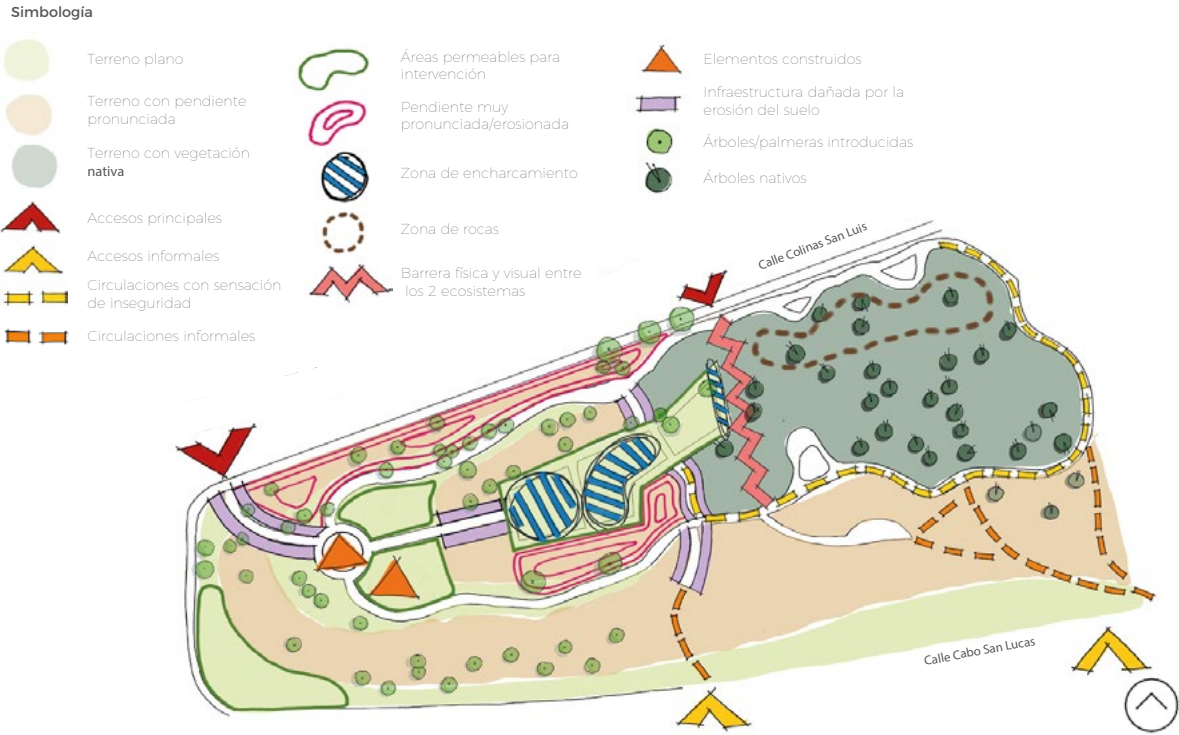 Simbología
Terreno plano
Terreno con pendiente
pronunciada
Terreno con vegetación
nativa
Accesos principales
Accesos informales
Circulaciones con sensación
de inseguridad
Circulaciones informales
Áreas permeables para
intervención
Pendiente muy
pronunciada/erosionada
Zona de encharcamiento
Zona de rocas
Barrera física y visual entre
los 2 ecosistemas
Elementos construidos
Infraestructura dañada por la
erosión del suelo
Árboles/palmeras introducidas
Árboles nativos
Calle Colinas San Luis
Calle Cabo San Lucas